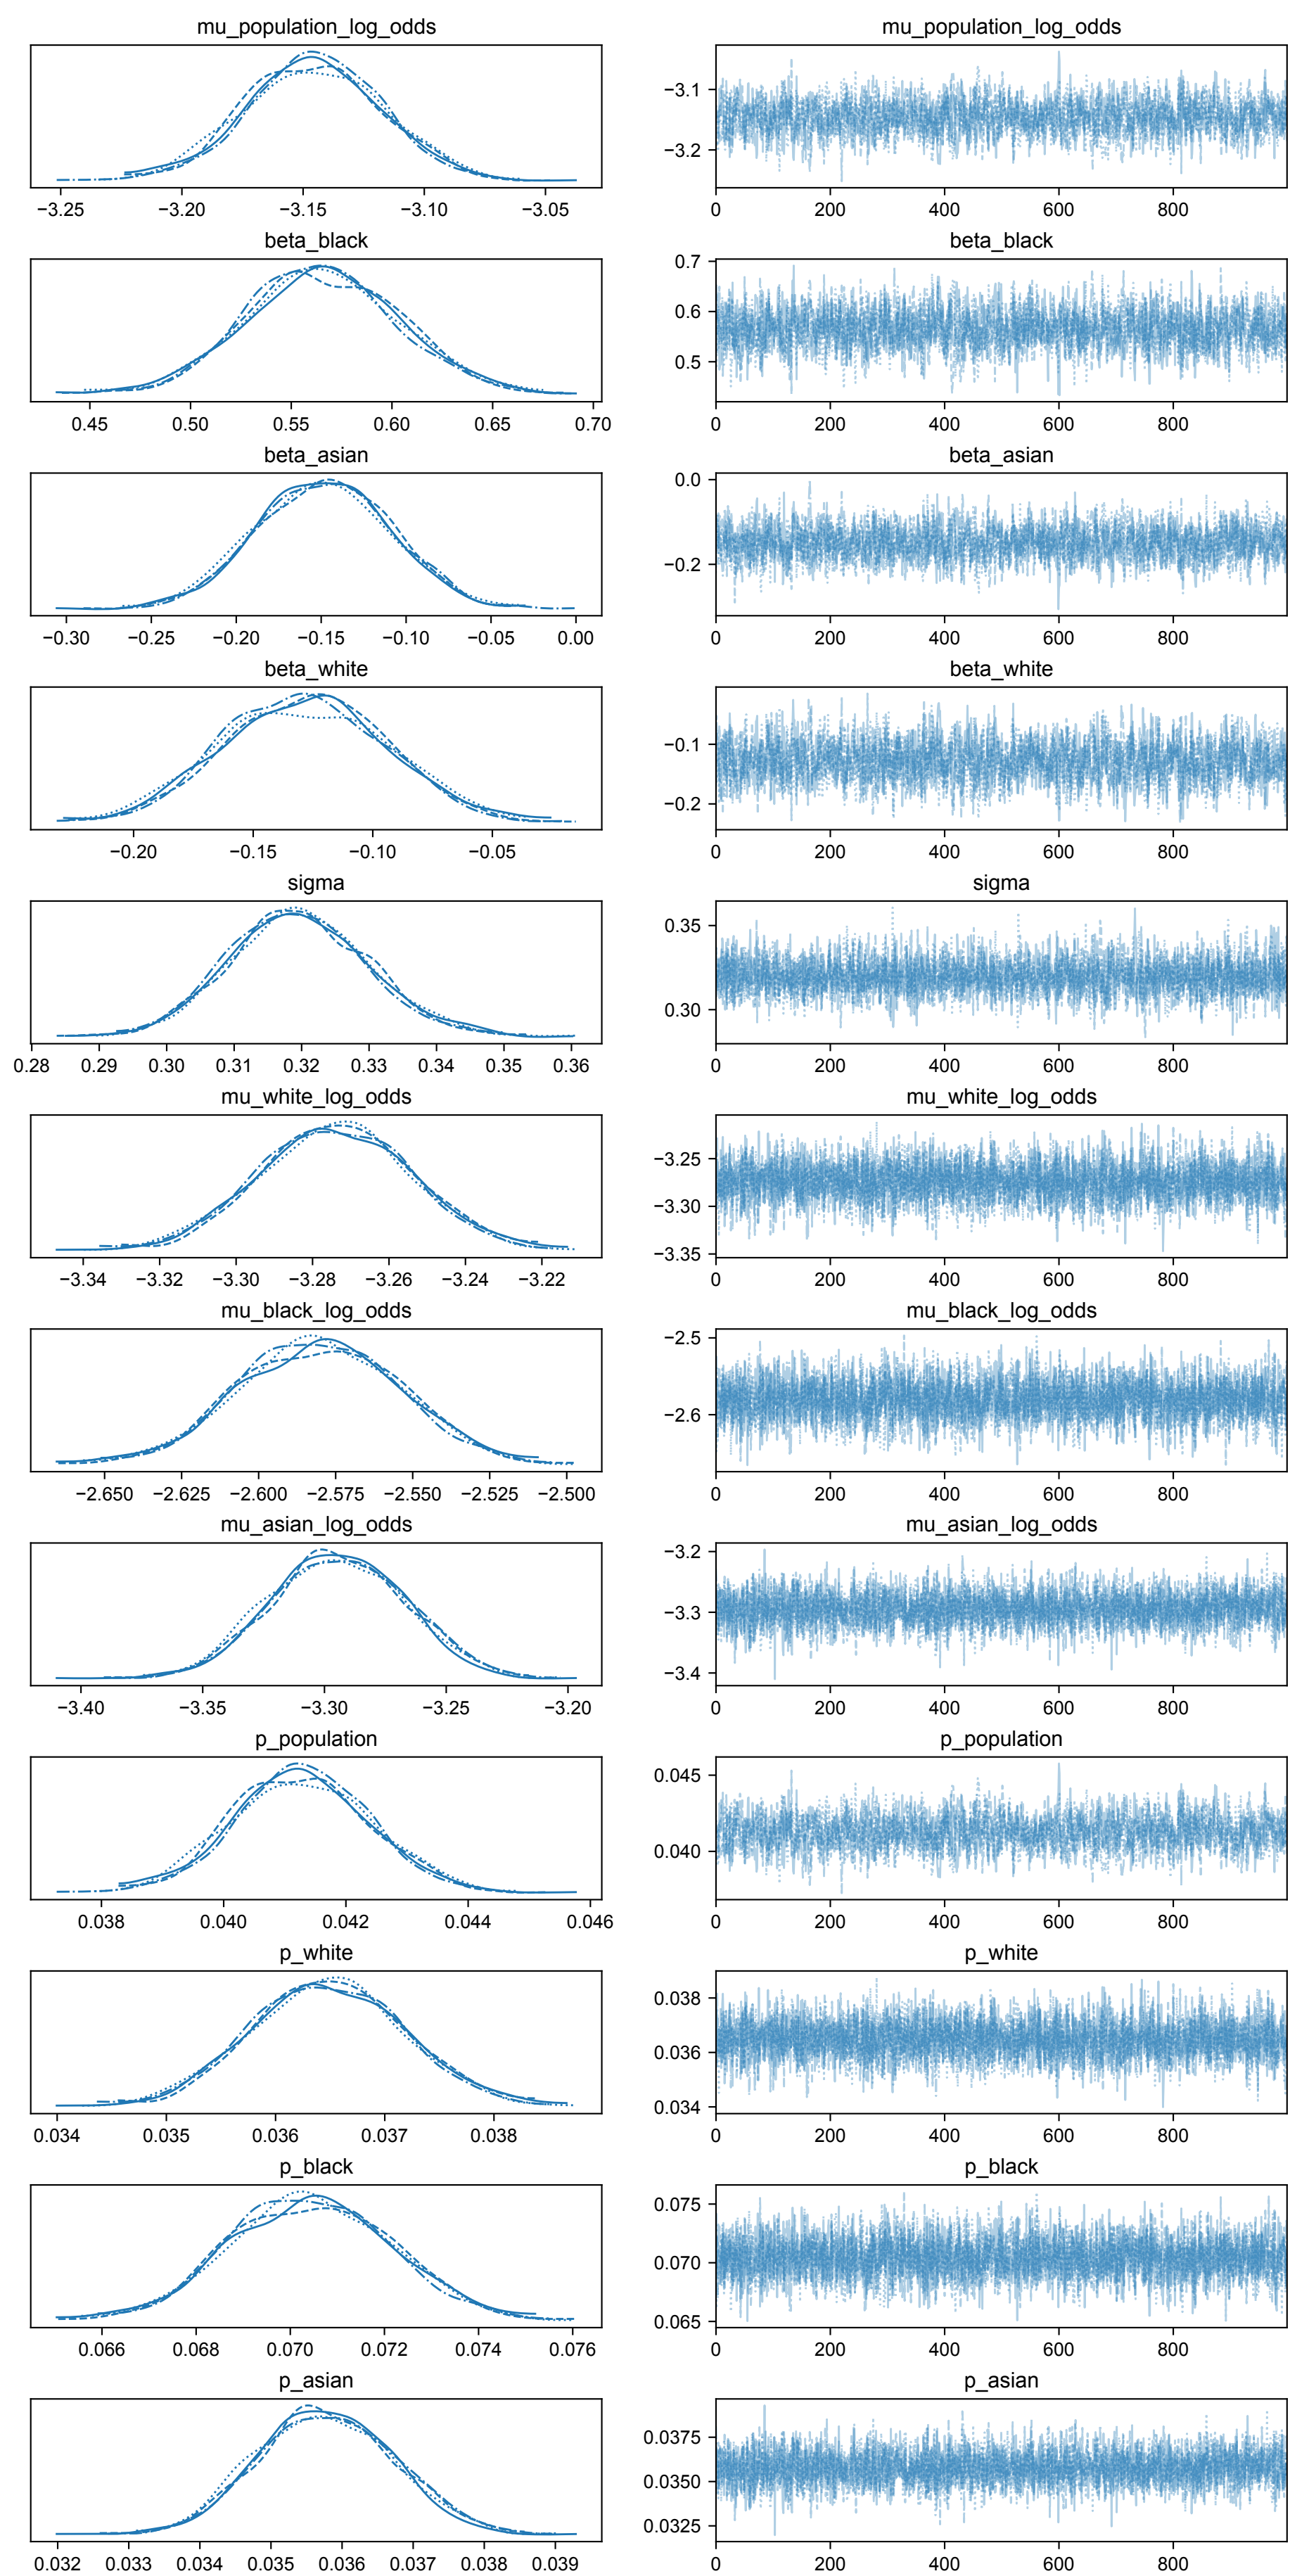 mu_population_log_odds mu_population_log_odds
−3.1
−3.2
−3.25 −3.20 −3.15 −3.10 −3.05 0 200 400 600 800
beta_black beta_black
0.7
0.6
0.5
0.45 0.50 0.55 0.60 0.65 0.70 0 200 400 600 800
beta_asian beta_asian
0.0
−0.2
−0.30 −0.25 −0.20 −0.15 −0.10 −0.05 0.00 0 200 400 600 800
beta_white beta_white
−0.1
−0.2
−0.20 −0.15 −0.10 −0.05 0 200 400 600 800
sigma sigma
0.35
0.30
0.28 0.29 0.30 0.31 0.32 0.33 0.34 0.35 0.36 0 200 400 600 800
mu_white_log_odds mu_white_log_odds
−3.25
−3.30
−3.35
−3.34 −3.32 −3.30 −3.28 −3.26 −3.24 −3.22 0 200 400 600 800
mu_black_log_odds mu_black_log_odds
−2.5
−2.6
−2.650 −2.625 −2.600 −2.575 −2.550 −2.525 −2.500 0 200 400 600 800
mu_asian_log_odds mu_asian_log_odds
−3.2
−3.3
−3.4
−3.40 −3.35 −3.30 −3.25 −3.20 0 200 400 600 800
p_population p_population
0.045
0.040
0.038 0.040 0.042 0.044 0.046 0 200 400 600 800
p_white p_white
0.038
0.036
0.034
0.034 0.035 0.036 0.037 0.038 0 200 400 600 800
p_black p_black
0.075
0.070
0.065
0.066 0.068 0.070 0.072 0.074 0.076 0 200 400 600 800
p_asian p_asian
0.0375
0.0350
0.0325
0.032 0.033 0.034 0.035 0.036 0.037 0.038 0.039 0 200 400 600 800